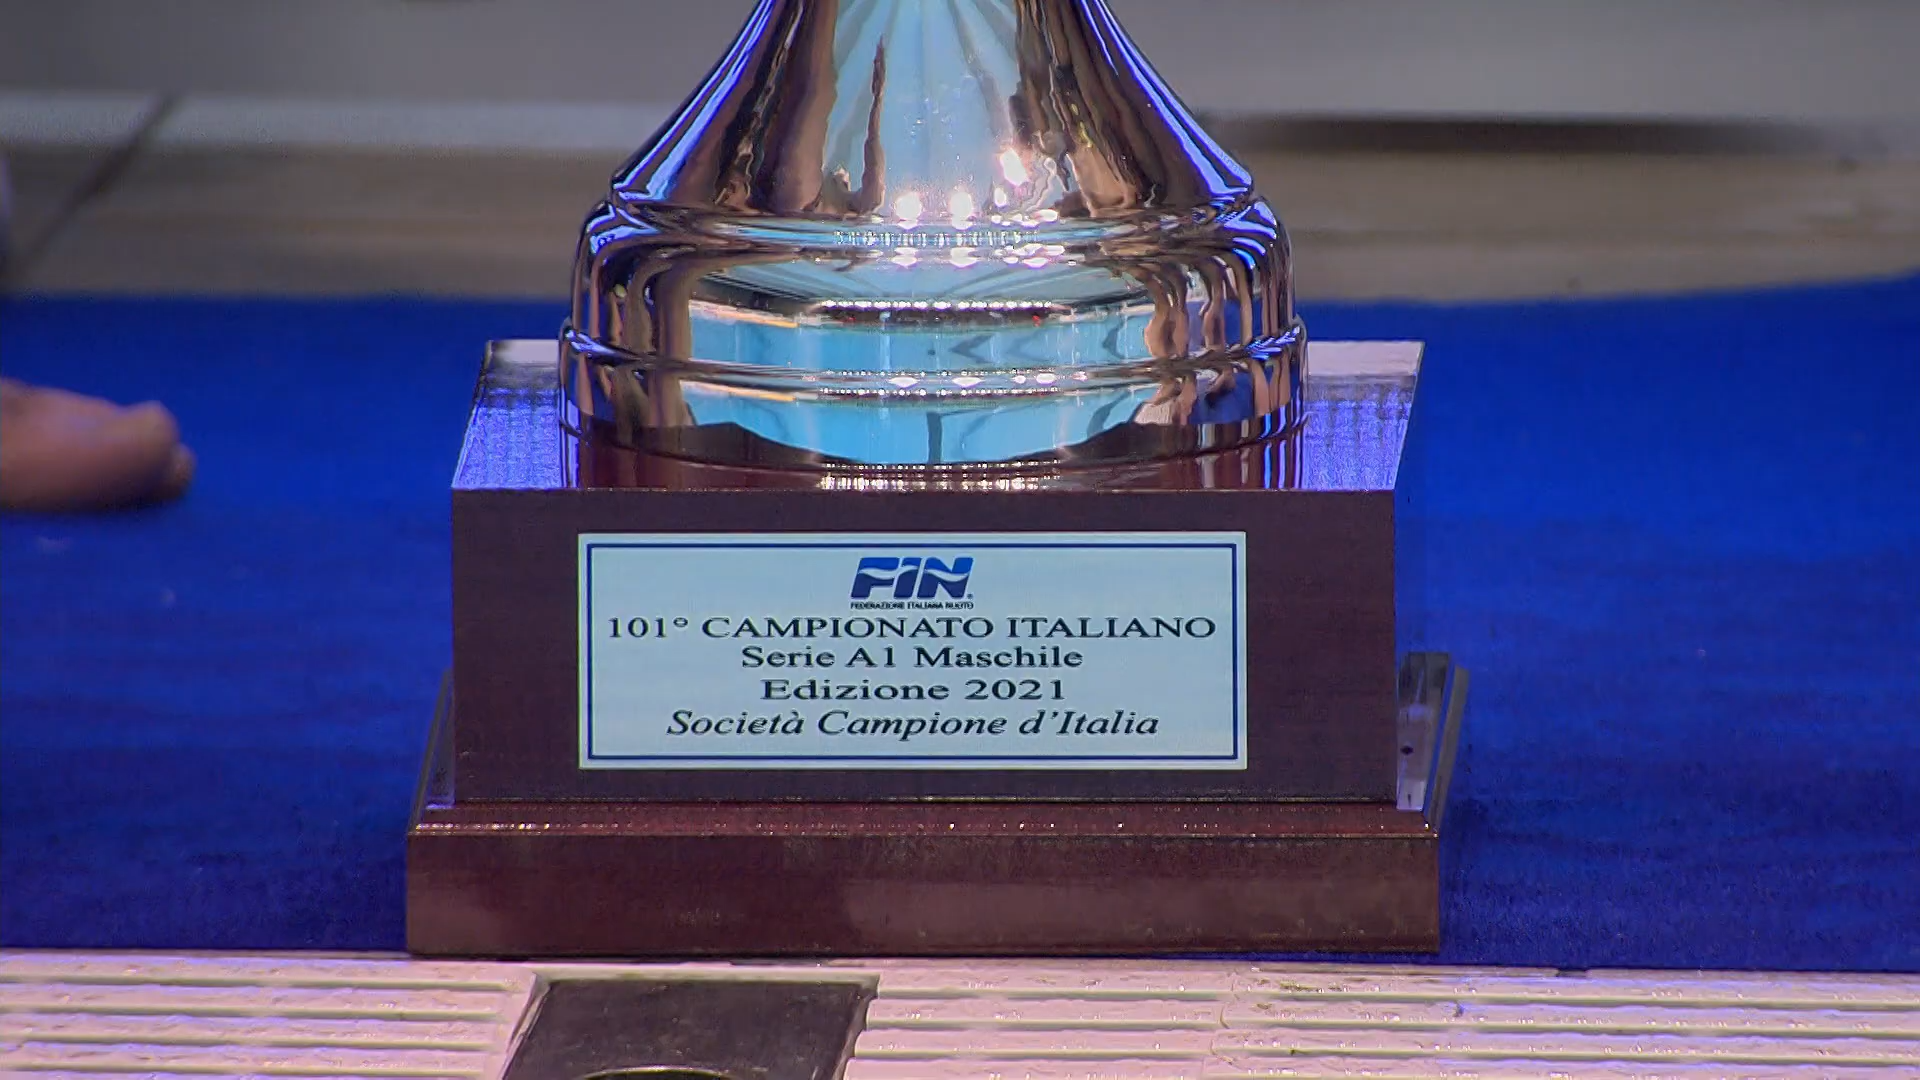 FIN
FEDERAZIONE ITALIANA NUOTO
101° CAMPIONATO ITALIANO
Serie A1 Maschile
Edizione 2021
Società Campione d'Italia